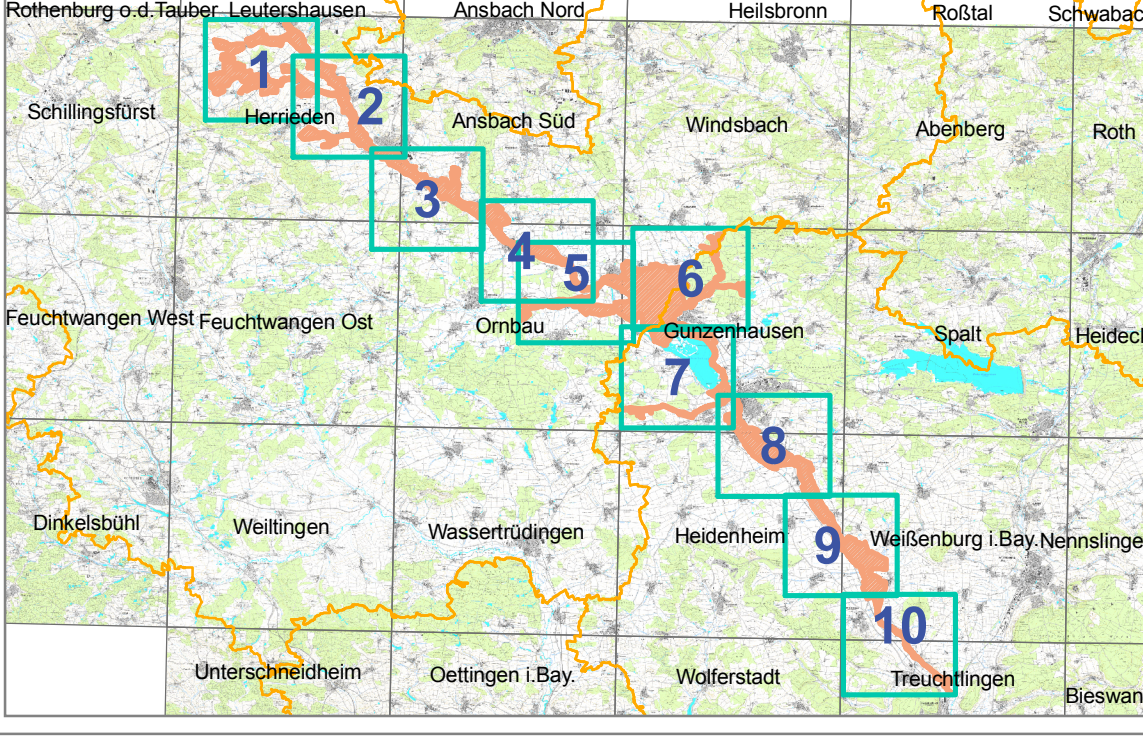 Rothenburg o.d.Tauber Leutershausen Ansbach Nord Heilsbronn Roßtal Schwabac
1
2
Schillingsfürst Herrieden Ansbach Süd Windsbach Abenberg Roth
3
4
5
6
Feuchtwangen West Feuchtwangen Ost Ornbau Gunzenhausen Spalt Heideck
7
8
Dinkelsbühl Weiltingen Wassertrüdingen Heidenheim Weißenburg i.Bay. Nennslinge
9
10
Unterschneidheim Oettingen i.Bay. Wolferstadt Treuchtlingen Bieswan